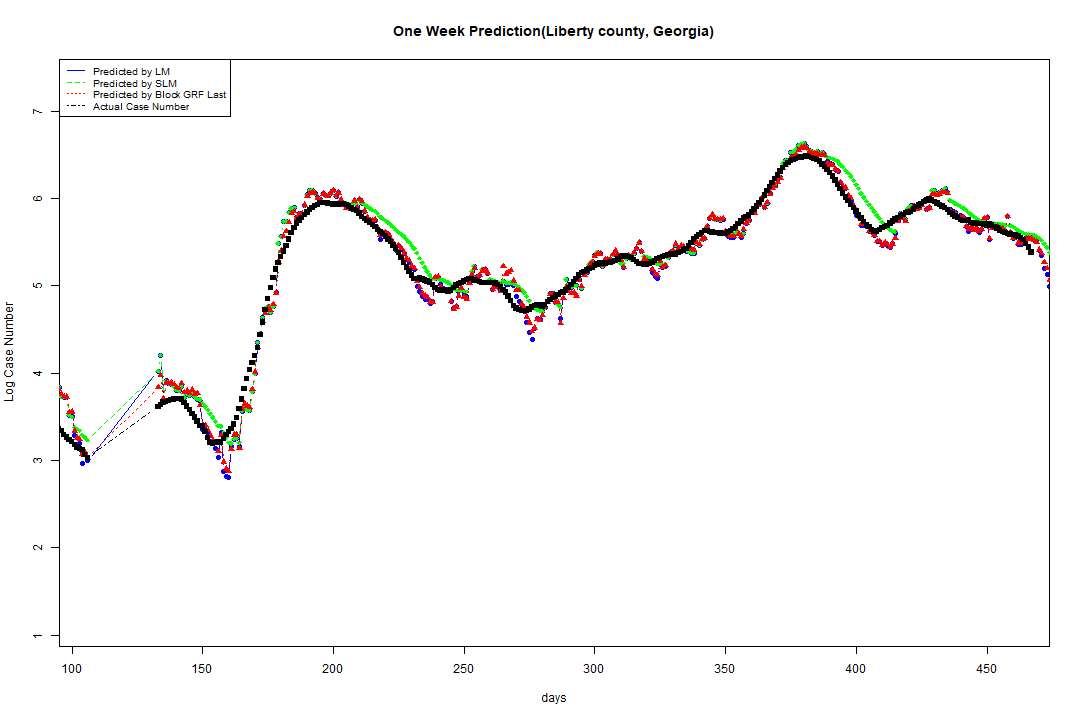 One Week Prediction(Liberty county, Georgia)
Predicted by LM
Predicted by SLM
Predicted by Block GRF Last
Actual Case Number
7
6
5
4
3
2
1
Log Case Number
100 150 200 250 300 350 400 450
days